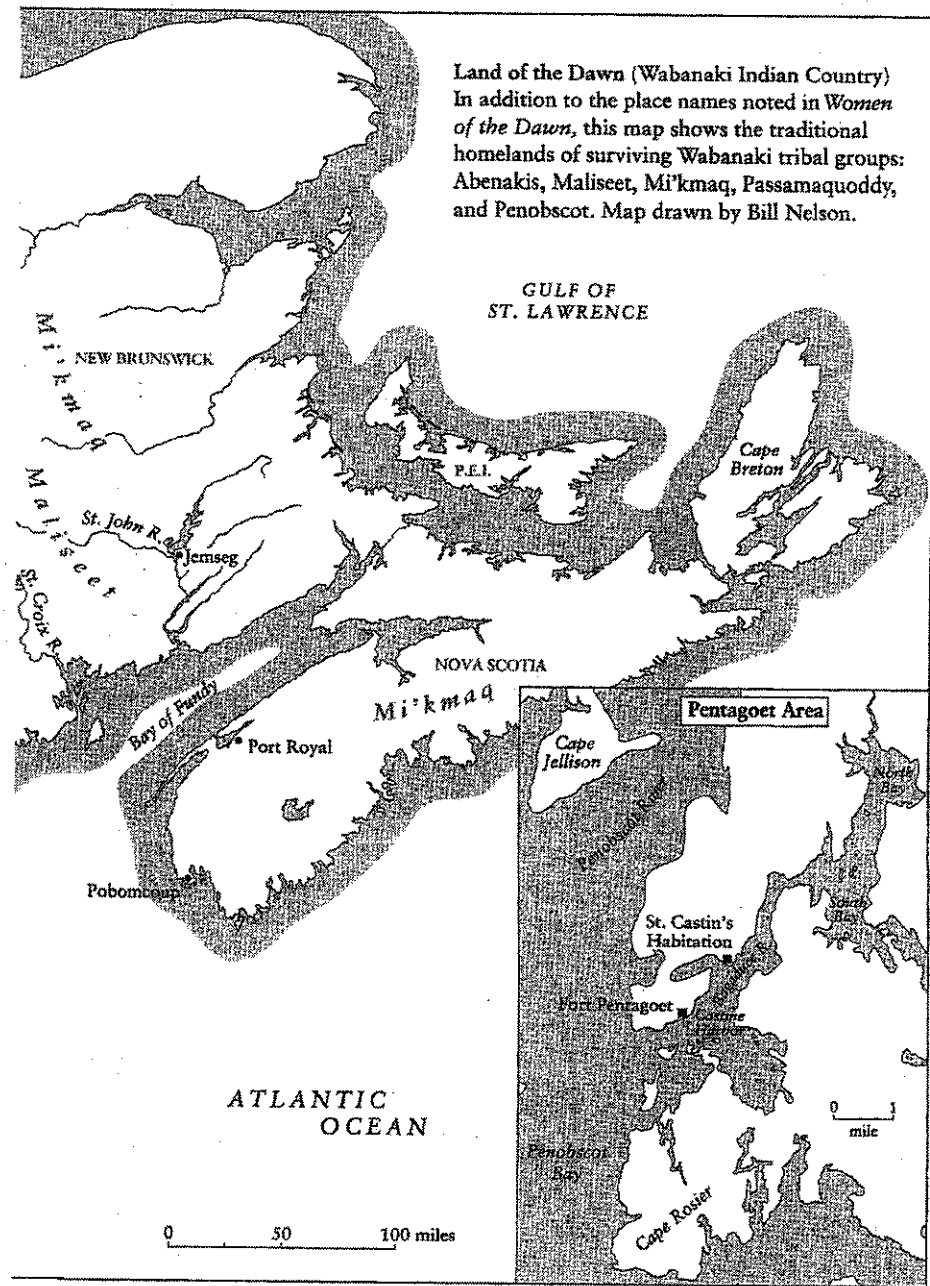 Land of the Dawn (Wabanaki Indian Country)
In addition to the place names noted in Women
of the Dawn, this map shows the traditional
homelands of surviving Wabanaki tribal groups:
Abenakis, Maliseet, Mi'kmaq, Passamaquoddy,
and Penobscot. Map drawn by Bill Nelson.
GULF OF
ST. LAWRENCE
Mi'kmaq
NEW BRUNSWICK
P.E.I.
Cape
Breton
Maliseet
St. John R.
Jemseg
St. Croix R.
NOVA SCOTIA
Mi'kmaq
Bay of Fundy
Port Royal
Pobomcoup
ATLANTIC
OCEAN
0 50 100 miles
Pentagoet Area
Cape
Jellison
North
Bay
Penobscot River
South
Bay
St. Castin's
Habitation
Fort Pentagoet
Castine
Harbor
0 1
mile
Penobscot
Bay
Cape Rosier